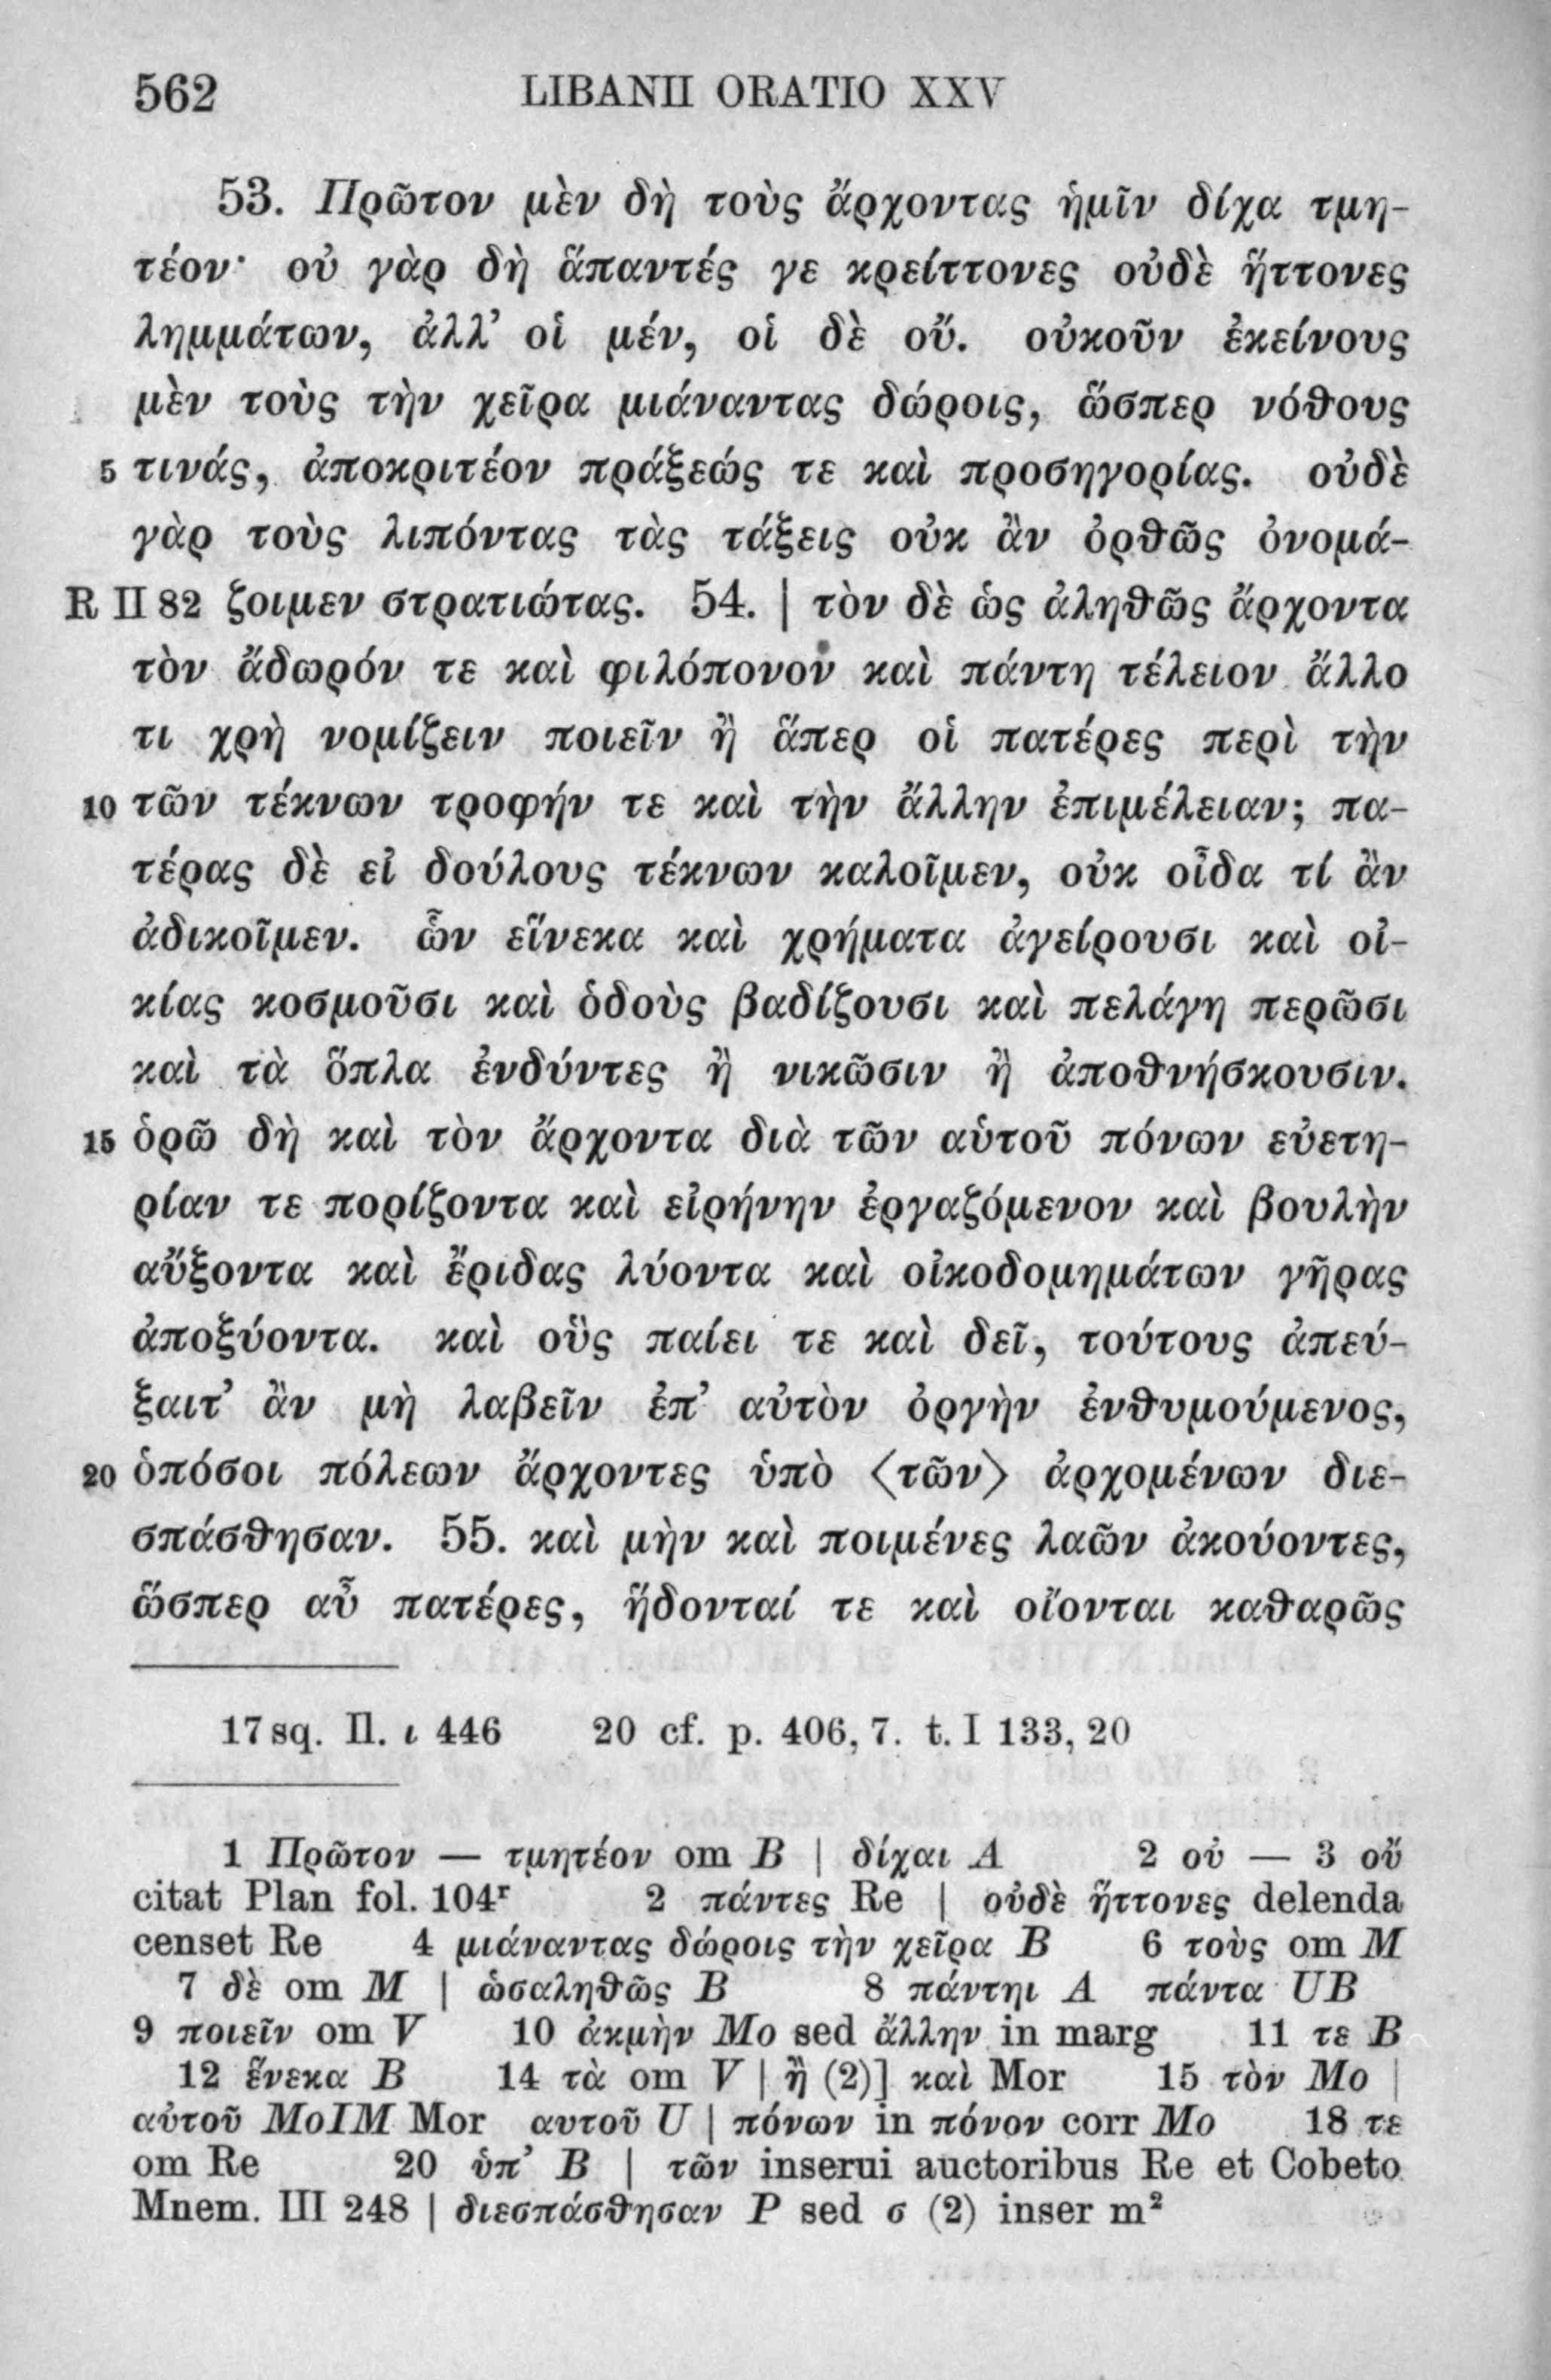 562 LIBANII ORATIO XXV
53. Πρῶτον μὲν δὴ τοὺς ἄρχοντας ἡμῖν δίχα τμη-
τέον· οὐ γὰρ δὴ ἅπαντές γε κρείττονες οὐδὲ ἥττονες
λημμάτων, ἀλλ’ οἱ μέν, οἱ δὲ οὔ. οὐκοῦν ἐκείνους
μὲν τοὺς τὴν χεῖρα μιάναντας δώροις, ὥσπερ νόθους
5 τινάς, ἀποκριτέον πράξεώς τε καὶ προσηγορίας. οὐδὲ
γὰρ τοὺς λιπόντας τὰς τάξεις οὐκ ἂν ὀρθῶς ὀνομά-
R II 82 ζοιμεν στρατιώτας. 54. | τὸν δὲ ὡς ἀληθῶς ἄρχοντα
τὸν ἄδωρόν τε καὶ φιλόπονον καὶ πάντη τέλειον ἄλλο
τι χρὴ νομίζειν ποιεῖν ἢ ἅπερ οἱ πατέρες περὶ τὴν
10 τῶν τέκνων τροφήν τε καὶ τὴν ἄλλην ἐπιμέλειαν; πα-
τέρας δὲ εἰ δούλους τέκνων καλοῖμεν, οὐκ οἶδα τί ἂν
ἀδικοῖμεν. ὧν εἵνεκα καὶ χρήματα ἀγείρουσι καὶ οἰ-
κίας κοσμοῦσι καὶ ὁδοὺς βαδίζουσι καὶ πελάγη περῶσι
καὶ τὰ ὅπλα ἐνδύντες ἢ νικῶσιν ἢ ἀποθνήσκουσιν.
15 ὁρῶ δὴ καὶ τὸν ἄρχοντα διὰ τῶν αὑτοῦ πόνων εὐετη-
ρίαν τε πορίζοντα καὶ εἰρήνην ἐργαζόμενον καὶ βουλὴν
αὔξοντα καὶ ἔριδας λύοντα καὶ οἰκοδομημάτων γῆρας
ἀποξύοντα. καὶ οὓς παίει τε καὶ δεῖ, τούτους ἀπεύ-
ξαιτ’ ἂν μὴ λαβεῖν ἐπ’ αὐτὸν ὀργὴν ἐνθυμούμενος,
20 ὁπόσοι πόλεων ἄρχοντες ὑπὸ ⟨τῶν⟩ ἀρχομένων διε-
σπάσθησαν. 55. καὶ μὴν καὶ ποιμένες λαῶν ἀκούοντες,
ὥσπερ αὖ πατέρες, ἥδονταί τε καὶ οἴονται καθαρῶς
17 sq. Il. ι 446 20 cf. p. 406, 7. t. I 133, 20
1 Πρῶτον — τμητέον om B | δίχαι A 2 οὐ — 3 οὔ
citat Plan fol. 104ʳ 2 πάντες Re | οὐδὲ ἥττονες delenda
censet Re 4 μιάναντας δώροις τὴν χεῖρα B 6 τοὺς om M
7 δὲ om M | ὡσαληθῶς B 8 πάντηι A πάντα UB
9 ποιεῖν om V 10 ἀκμὴν Mo sed ἄλλην in marg 11 τε B
12 ἕνεκα B 14 τὰ om V | ἢ (2)] καὶ Mor 15 τὸν Mo |
αὐτοῦ MoIM Mor αυτοῦ U | πόνων in πόνον corr Mo 18 τε
om Re 20 ὑπ’ B | τῶν inserui auctoribus Re et Cobeto
Mnem. III 248 | διεσπάσθησαν P sed σ (2) inser m²